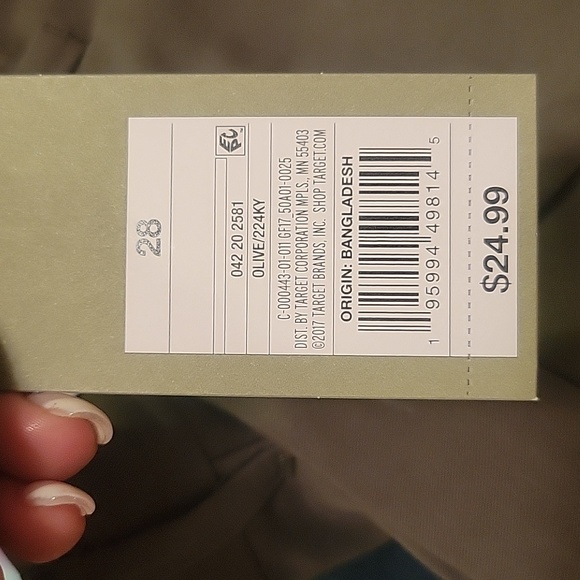 28
042 20 2581
OLIVE/224KY
C-000443-01-011 GF17 50A01-0025
DIST. BY TARGET CORPORATION MPLS., MN 55403
©2017 TARGET BRANDS, INC. SHOP TARGET.COM
ORIGIN: BANGLADESH
1 95994 49814 5
$24.99